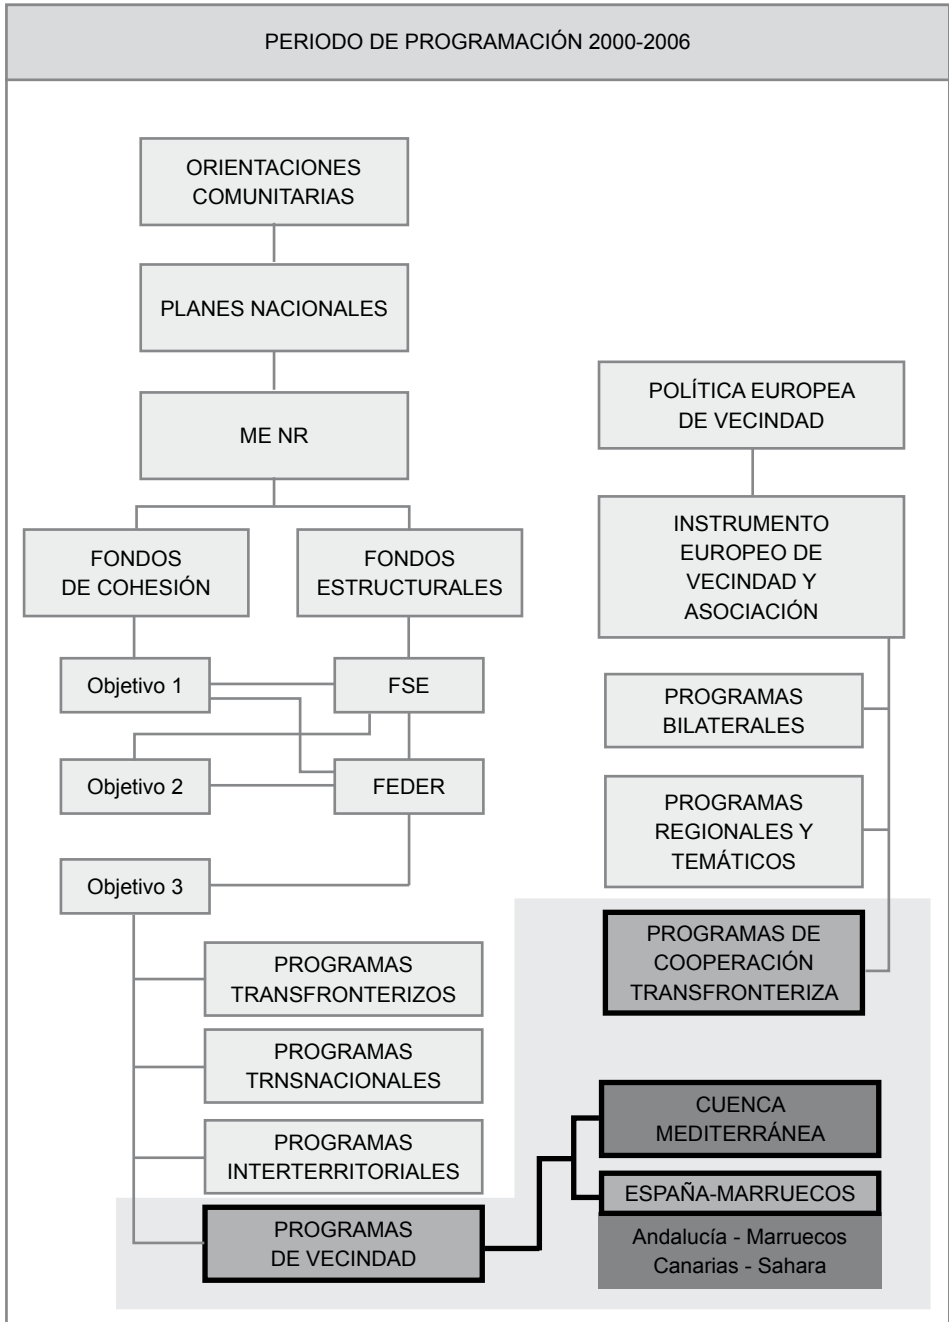 PERIODO DE PROGRAMACIÓN 2000-2006
ORIENTACIONES
COMUNITARIAS
PLANES NACIONALES
ME NR
FONDOS
DE COHESIÓN
FONDOS
ESTRUCTURALES
Objetivo 1
FSE
Objetivo 2
FEDER
Objetivo 3
PROGRAMAS
TRANSFRONTERIZOS
PROGRAMAS
TRNSNACIONALES
PROGRAMAS
INTERTERRITORIALES
PROGRAMAS
DE VECINDAD
POLÍTICA EUROPEA
DE VECINDAD
INSTRUMENTO
EUROPEO DE
VECINDAD Y
ASOCIACIÓN
PROGRAMAS
BILATERALES
PROGRAMAS
REGIONALES Y
TEMÁTICOS
PROGRAMAS DE
COOPERACIÓN
TRANSFRONTERIZA
CUENCA
MEDITERRÁNEA
ESPAÑA-MARRUECOS
Andalucía - Marruecos
Canarias - Sahara